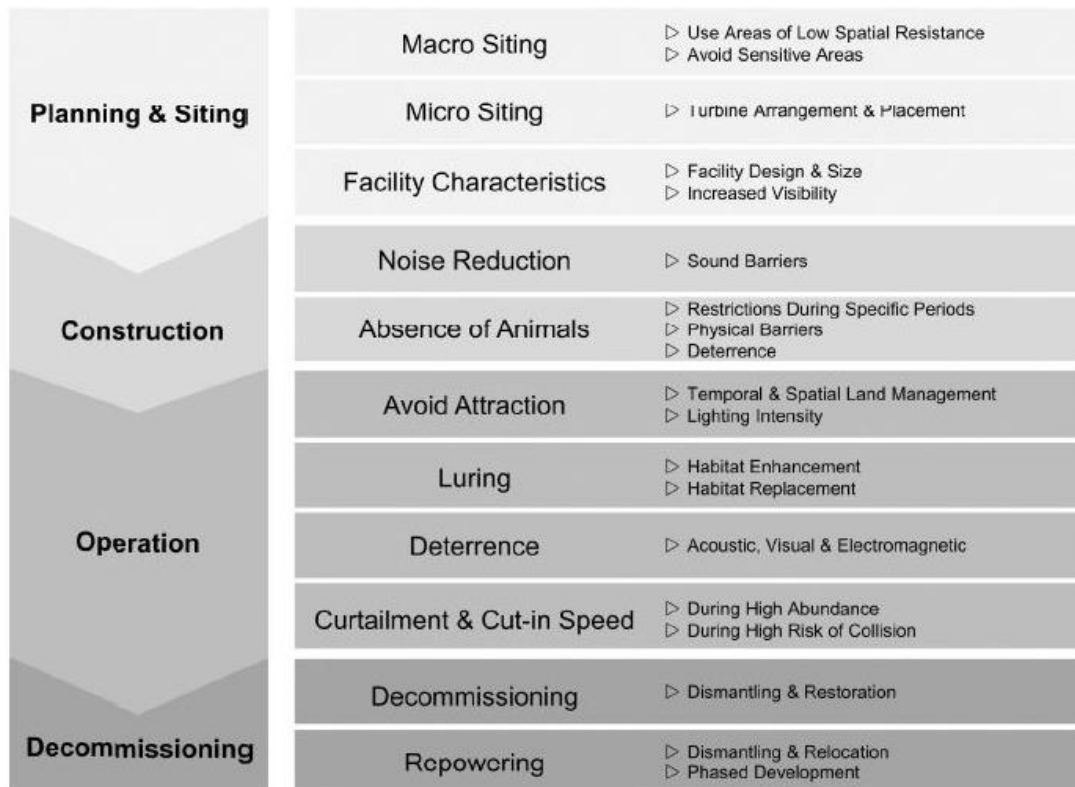 Planning & Siting
Macro Siting
▷ Use Areas of Low Spatial Resistance
▷ Avoid Sensitive Areas
Micro Siting
▷ Turbine Arrangement & Placement
Facility Characteristics
▷ Facility Design & Size
▷ Increased Visibility
Construction
Noise Reduction
▷ Sound Barriers
Absence of Animals
▷ Restrictions During Specific Periods
▷ Physical Barriers
▷ Deterrence
Operation
Avoid Attraction
▷ Temporal & Spatial Land Management
▷ Lighting Intensity
Luring
▷ Habitat Enhancement
▷ Habitat Replacement
Deterrence
▷ Acoustic, Visual & Electromagnetic
Curtailment & Cut-in Speed
▷ During High Abundance
▷ During High Risk of Collision
Decommissioning
Decommissioning
▷ Dismantling & Restoration
Repowering
▷ Dismantling & Relocation
▷ Phased Development